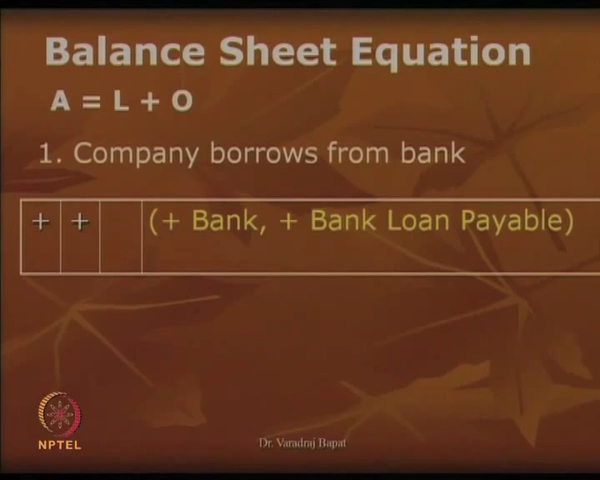 Balance Sheet Equation
A = L + O
1. Company borrows from bank
+ + (+ Bank, + Bank Loan Payable)
NPTEL
Dr. Varadraj Bapat